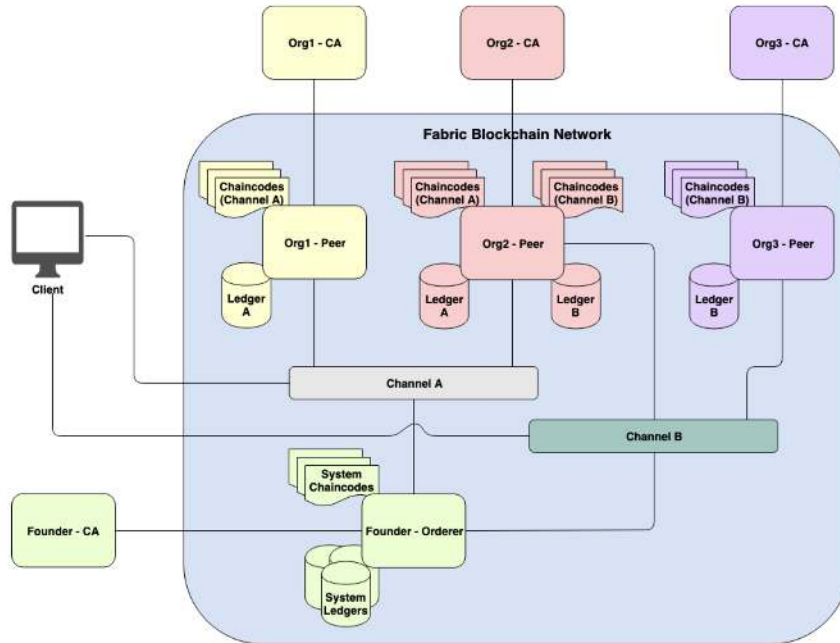 Org1 - CA
Org2 - CA
Org3 - CA
Fabric Blockchain Network
Chaincodes
(Channel A)
Chaincodes
(Channel A)
Chaincodes
(Channel B)
Chaincodes
(Channel B)
Org1 - Peer
Org2 - Peer
Org3 - Peer
Client
Ledger
A
Ledger
A
Ledger
B
Ledger
B
Channel A
Channel B
System
Chaincodes
Founder - CA
Founder - Orderer
System
Ledgers